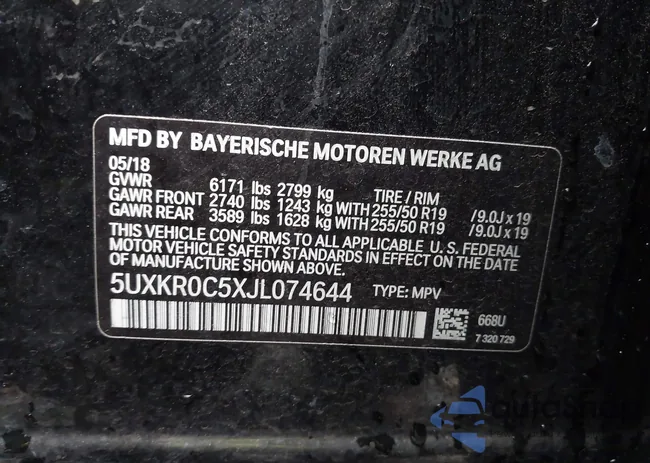 MFD BY BAYERISCHE MOTOREN WERKE AG
05/18
GVWR 6171 lbs 2799 kg TIRE / RIM
GAWR FRONT 2740 lbs 1243 kg WITH 255/50 R19 /9.0J x 19
GAWR REAR 3589 lbs 1628 kg WITH 255/50 R19 /9.0J x 19
THIS VEHICLE CONFORMS TO ALL APPLICABLE U. S. FEDERAL
MOTOR VEHICLE SAFETY STANDARDS IN EFFECT ON THE DATE
OF MANUFACTURE SHOWN ABOVE.
5UXKR0C5XJL074644 TYPE: MPV
668U
7 320 729